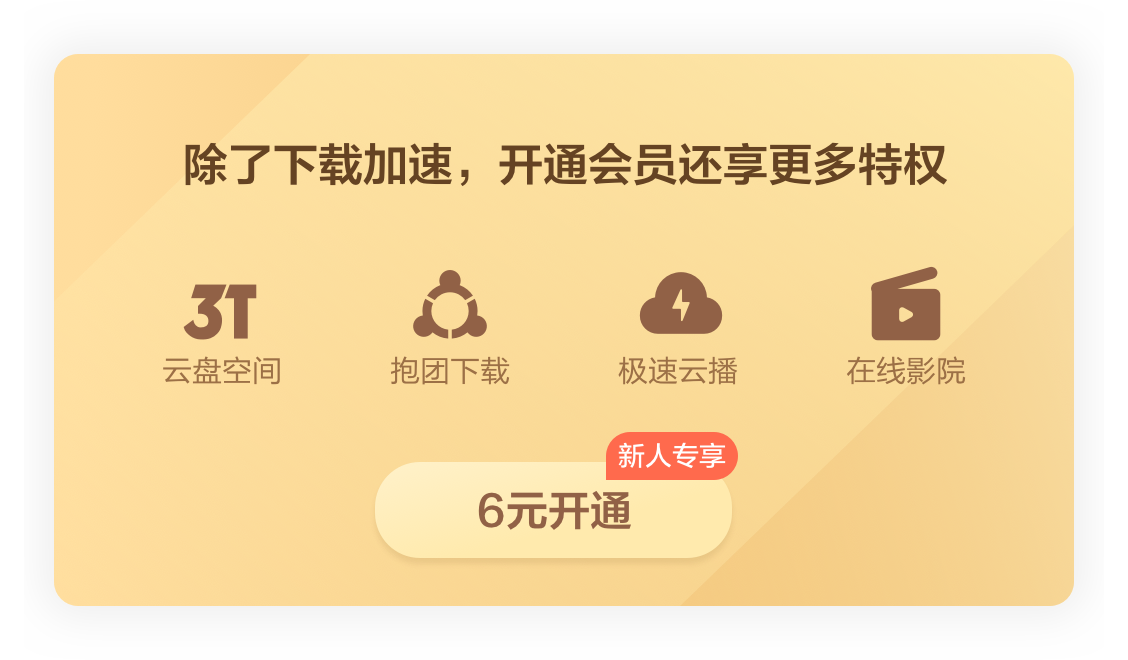 除了下载加速，开通会员还享更多特权
3T
云盘空间
抱团下载
极速云播
在线影院
新人专享
6元开通